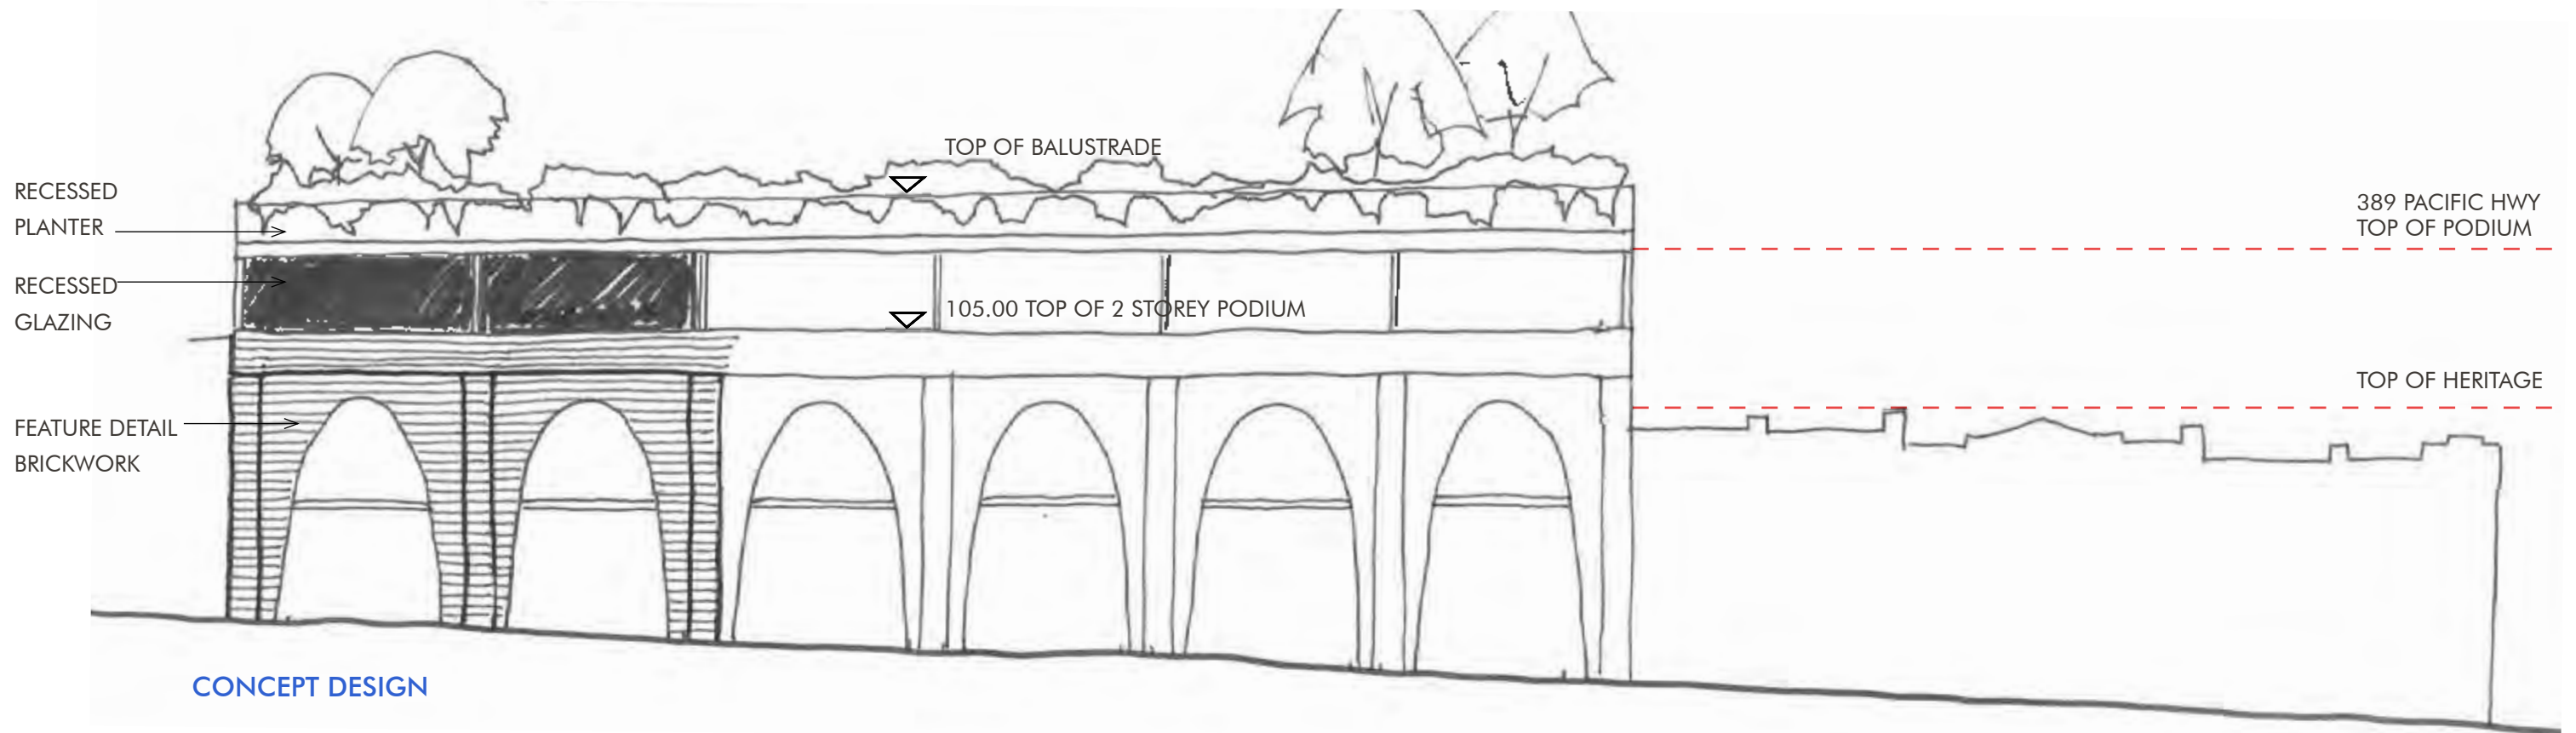 TOP OF BALUSTRADE
RECESSED
PLANTER
389 PACIFIC HWY
TOP OF PODIUM
RECESSED
GLAZING
105.00 TOP OF 2 STOREY PODIUM
TOP OF HERITAGE
FEATURE DETAIL
BRICKWORK
CONCEPT DESIGN